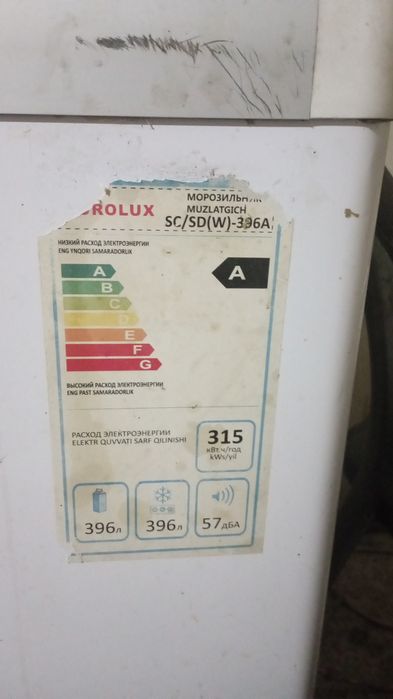 МОРОЗИЛЬНИК
ROLUX MUZLATGICH
SC/SD(W)-396A
НИЗКИЙ РАСХОД ЭЛЕКТРОЭНЕРГИИ
ENG YNQORI SAMARADORLIK
A
A
B
C
D
E
F
G
ВЫСОКИЙ РАСХОД ЭЛЕКТРОЭНЕРГИИ
ENG PAST SAMARADORLIK
РАСХОД ЭЛЕКТРОЭНЕРГИИ
ELEKTR QUVVATI SARF QILINISHI
315
кВт.ч/год
kWs/yil
396л
396л
57дБА